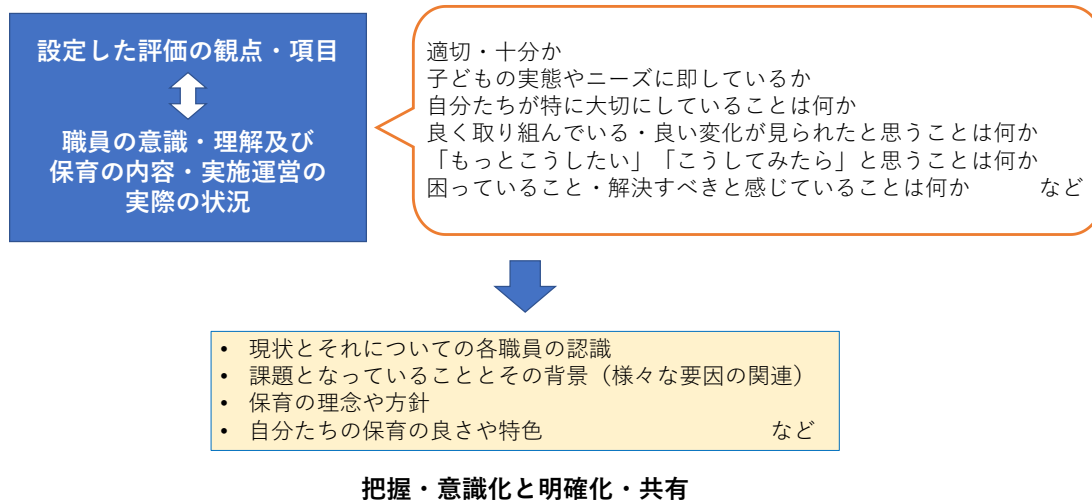 設定した評価の観点・項目
職員の意識・理解及び
保育の内容・実施運営の
実際の状況
適切・十分か
子どもの実態やニーズに即しているか
自分たちが特に大切にしていることは何か
良く取り組んでいる・良い変化が見られたと思うことは何か
「もっとこうしたい」「こうしてみたら」と思うことは何か
困っていること・解決すべきと感じていることは何か　　　など
• 現状とそれについての各職員の認識
• 課題となっていることとその背景（様々な要因の関連）
• 保育の理念や方針
• 自分たちの保育の良さや特色　　　など
把握・意識化と明確化・共有